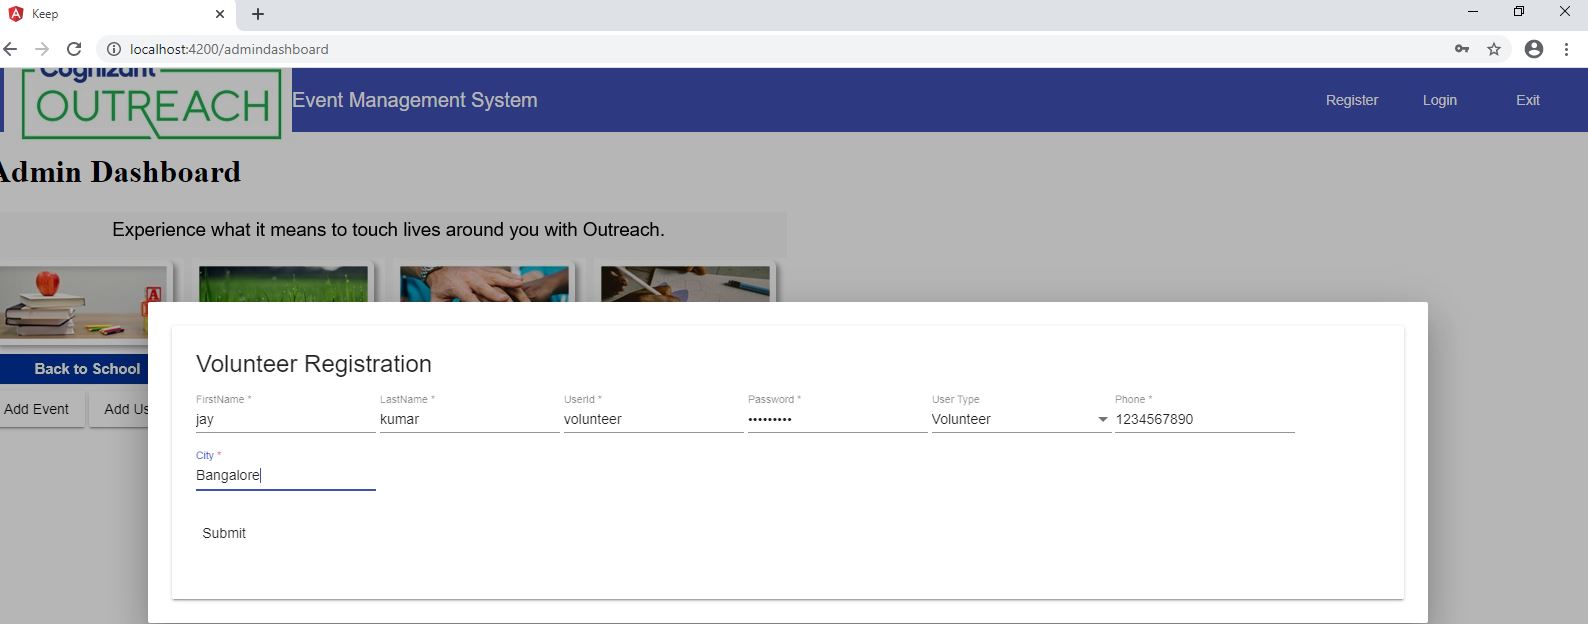 Keep
localhost:4200/admindashboard
Cognizant
OUTREACH
Event Management System
Register Login Exit
Admin Dashboard
Experience what it means to touch lives around you with Outreach.
A
Back to School
Add Event Add Us
Volunteer Registration
FirstName * LastName * UserId * Password * User Type Phone *
jay kumar volunteer ••••••••• Volunteer 1234567890
City *
Bangalore
Submit